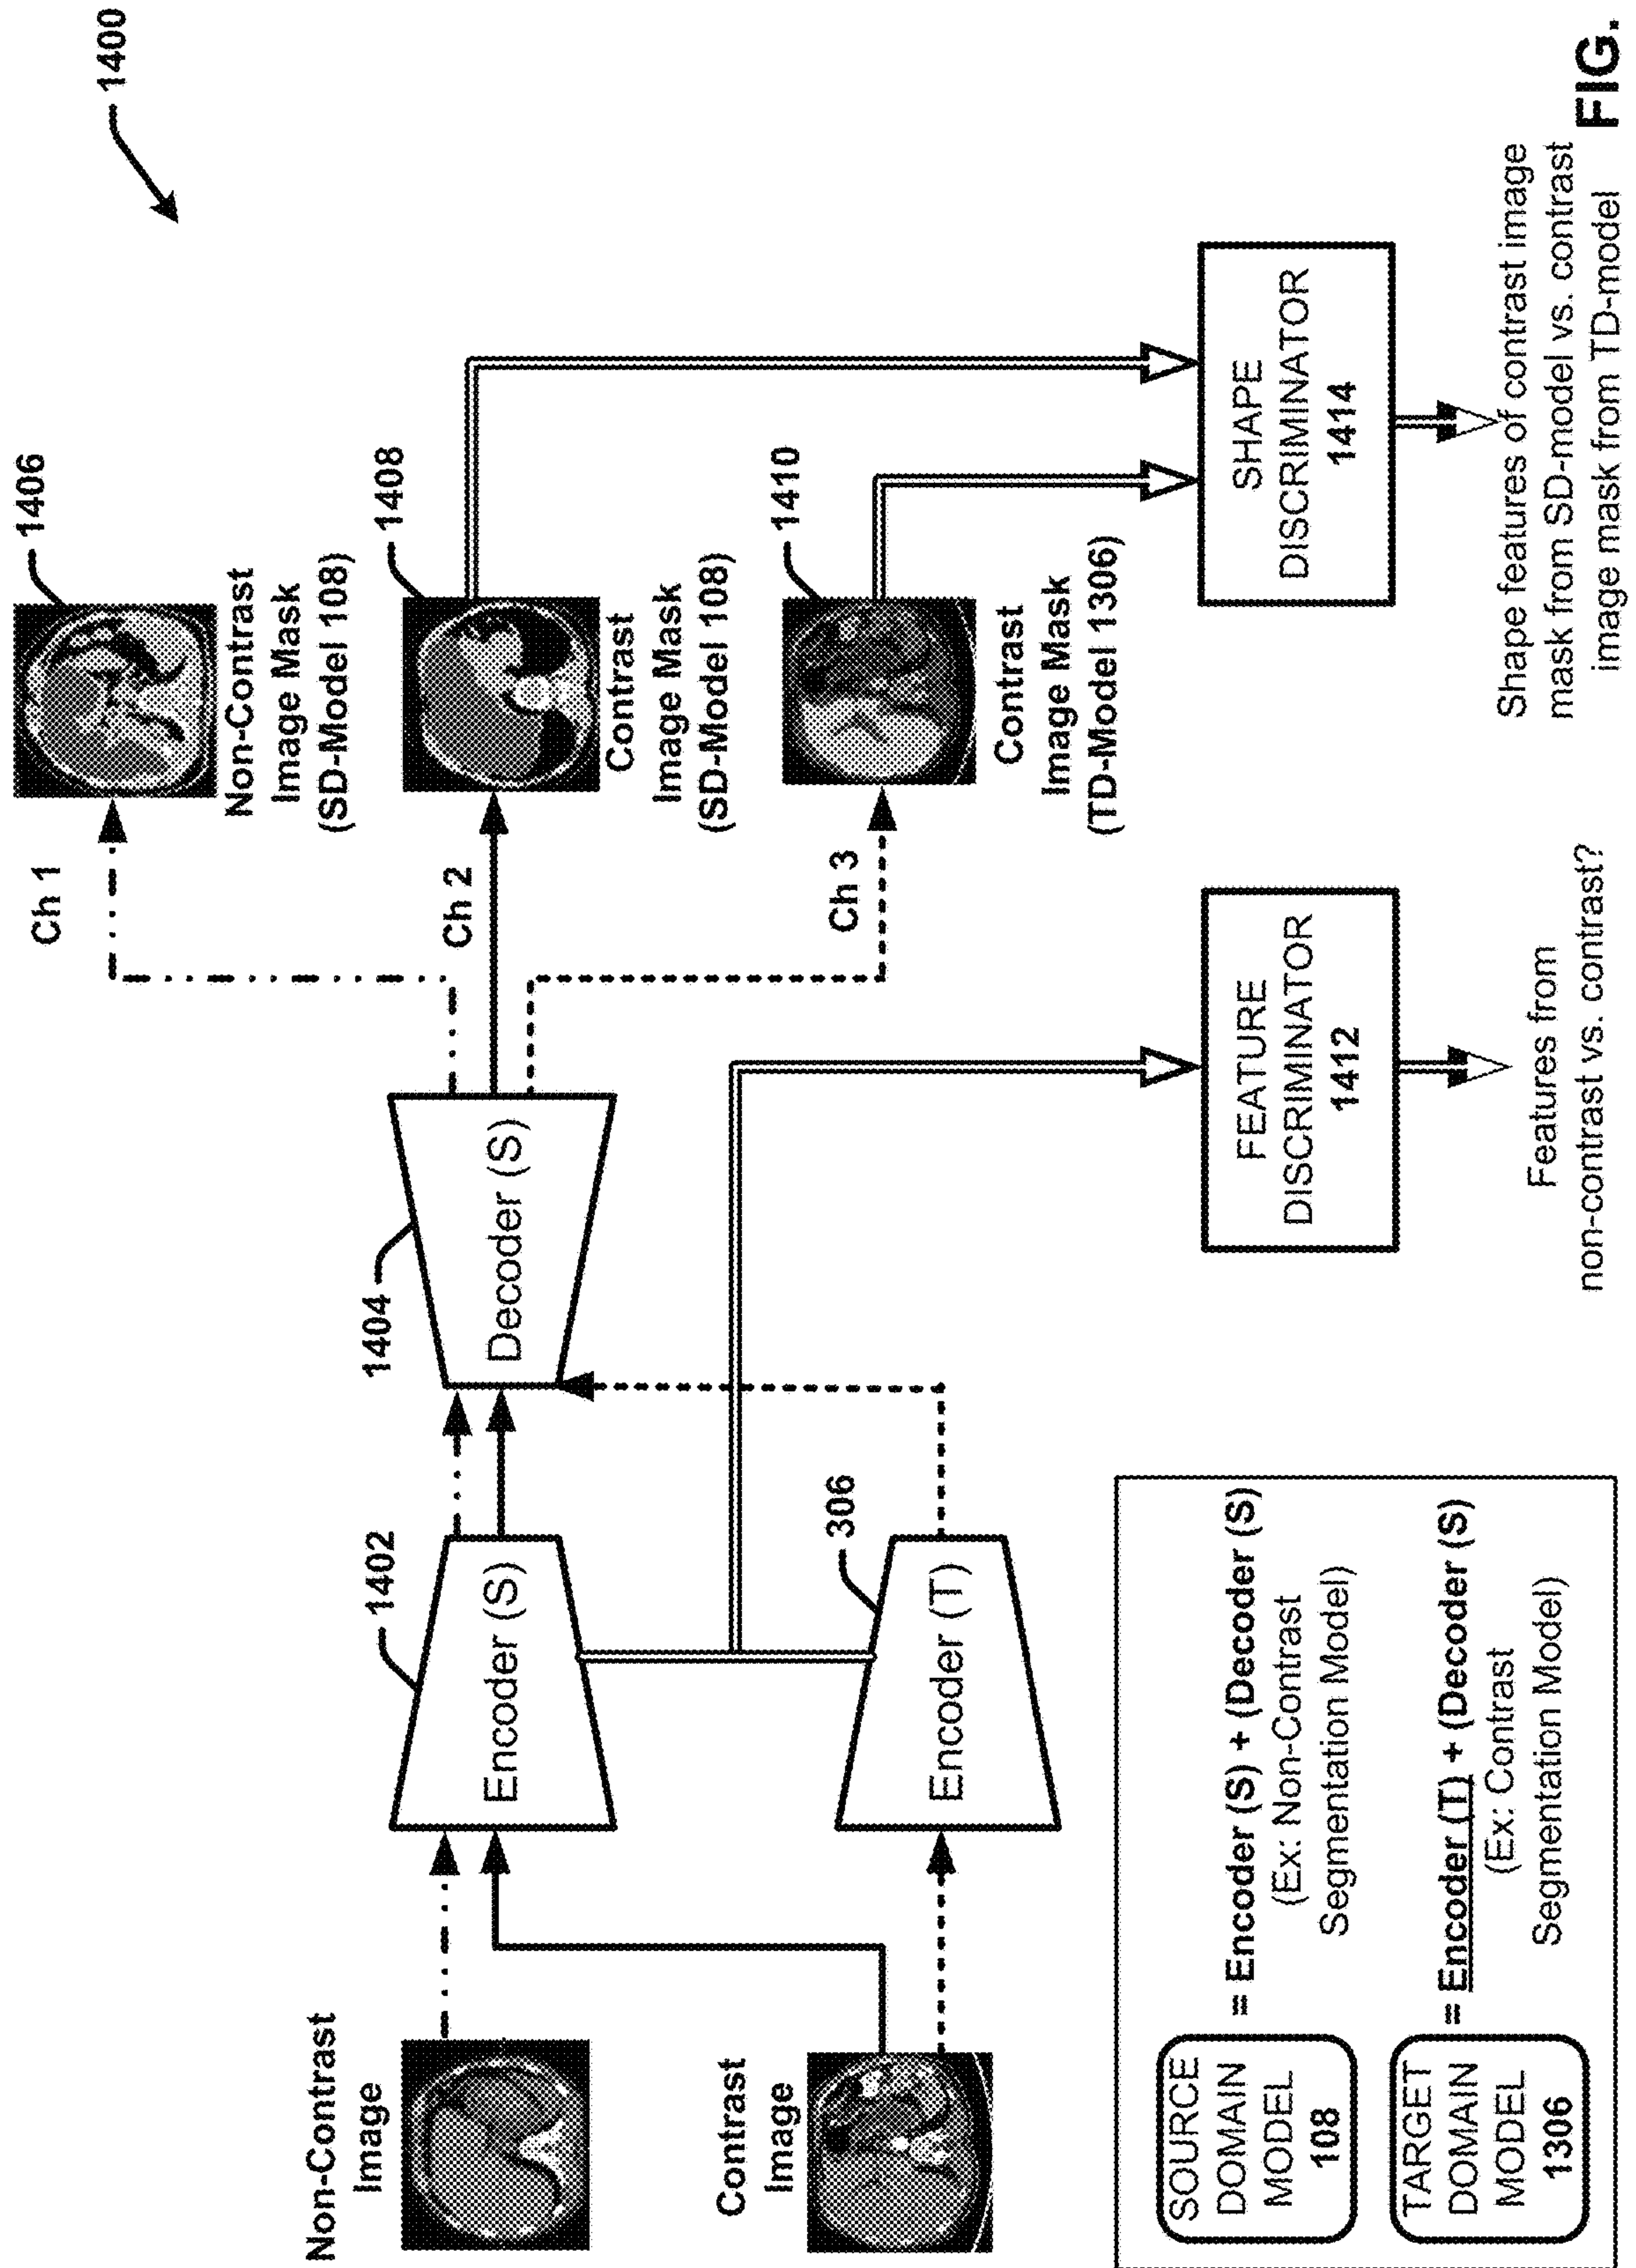 1400
Non-Contrast
Image
Contrast
Image
1402
Encoder (S)
306
Encoder (T)
1404
Decoder (S)
Ch 1
Ch 2
Ch 3
1406
Non-Contrast
Image Mask
(SD-Model 108)
1408
Contrast
Image Mask
(SD-Model 108)
1410
Contrast
Image Mask
(TD-Model 1306)
FEATURE
DISCRIMINATOR
1412
Features from
non-contrast vs. contrast?
SHAPE
DISCRIMINATOR
1414
Shape features of contrast image
mask from SD-model vs. contrast
image mask from TD-model
SOURCE
DOMAIN
MODEL
108
= Encoder (S) + (Decoder (S)
(Ex: Non-Contrast
Segmentation Model)
TARGET
DOMAIN
MODEL
1306
= Encoder (T) + (Decoder (S)
(Ex: Contrast
Segmentation Model)
FIG.